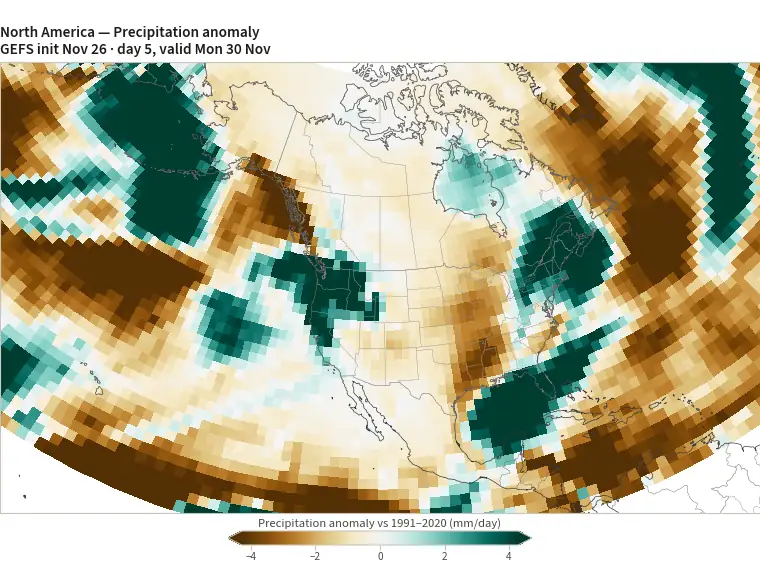 North America — Precipitation anomaly
GEFS init Nov 26 · day 5, valid Mon 30 Nov
Precipitation anomaly vs 1991–2020 (mm/day)
−4 −2 0 2 4